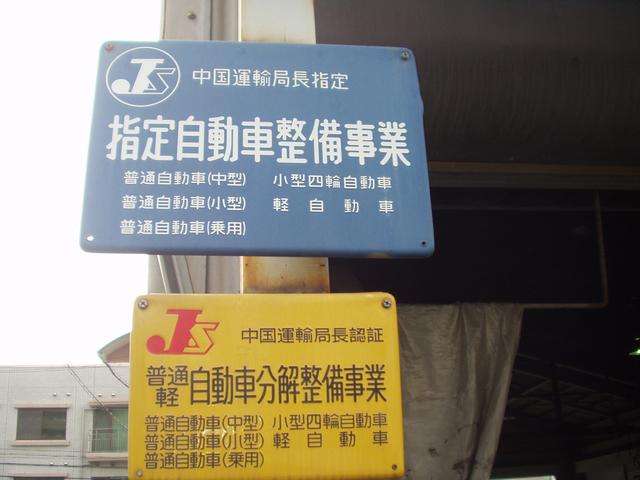 JS 中国運輸局長指定
指定自動車整備事業
普通自動車(中型) 小型四輪自動車
普通自動車(小型) 軽自動車
普通自動車(乗用)
JS 中国運輸局長認証
普通
軽 自動車分解整備事業
普通自動車(中型) 小型四輪自動車
普通自動車(小型) 軽自動車
普通自動車(乗用)